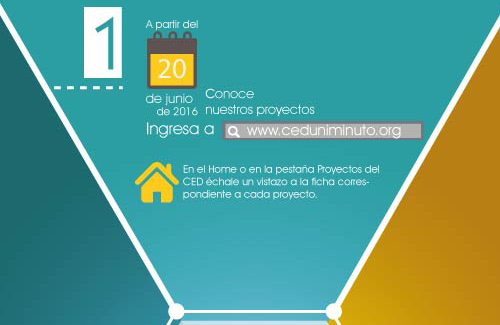 1
A partir del
20
de junio
de 2016
Conoce
nuestros proyectos
Ingresa a www.ceduniminuto.org
En el Home o en la pestaña Proyectos del
CED échale un vistazo a la ficha corres-
pondiente a cada proyecto.